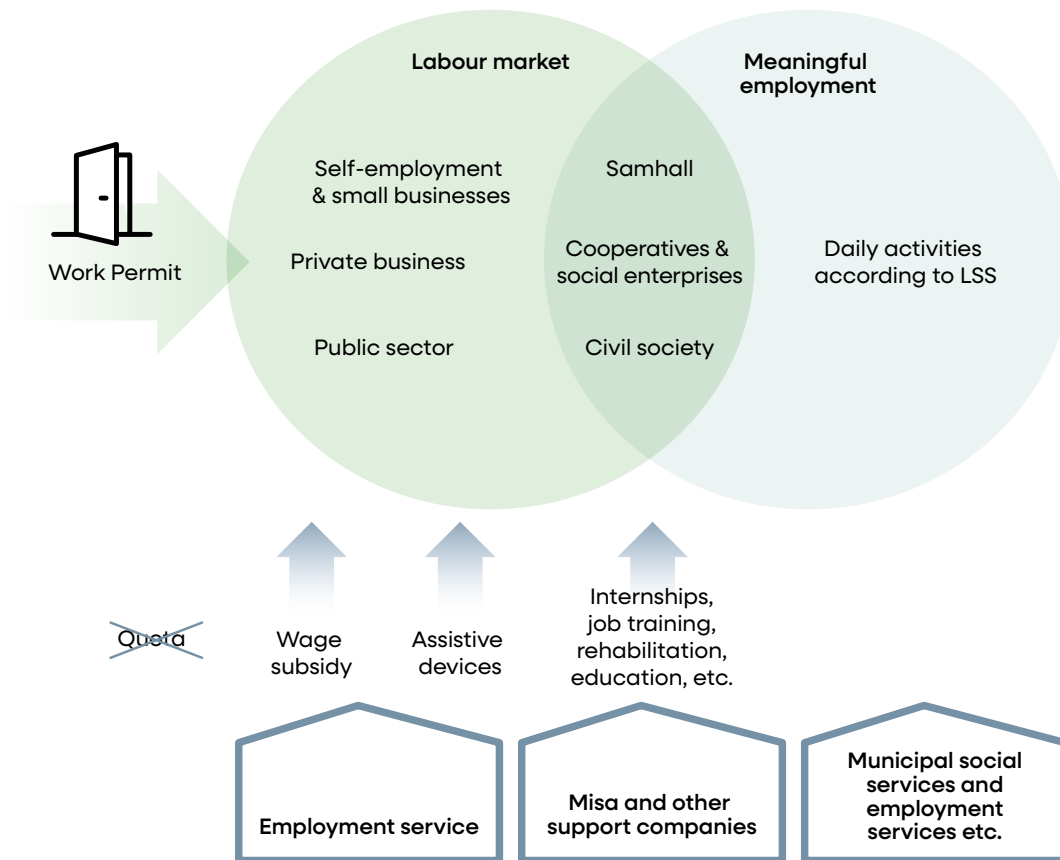 Labour market
Meaningful
employment
Self-employment
& small businesses
Samhall
Work Permit
Private business
Cooperatives &
social enterprises
Daily activities
according to LSS
Public sector
Civil society
Quota
Wage
subsidy
Assistive
devices
Internships,
job training,
rehabilitation,
education, etc.
Employment service
Misa and other
support companies
Municipal social
services and
employment
services etc.